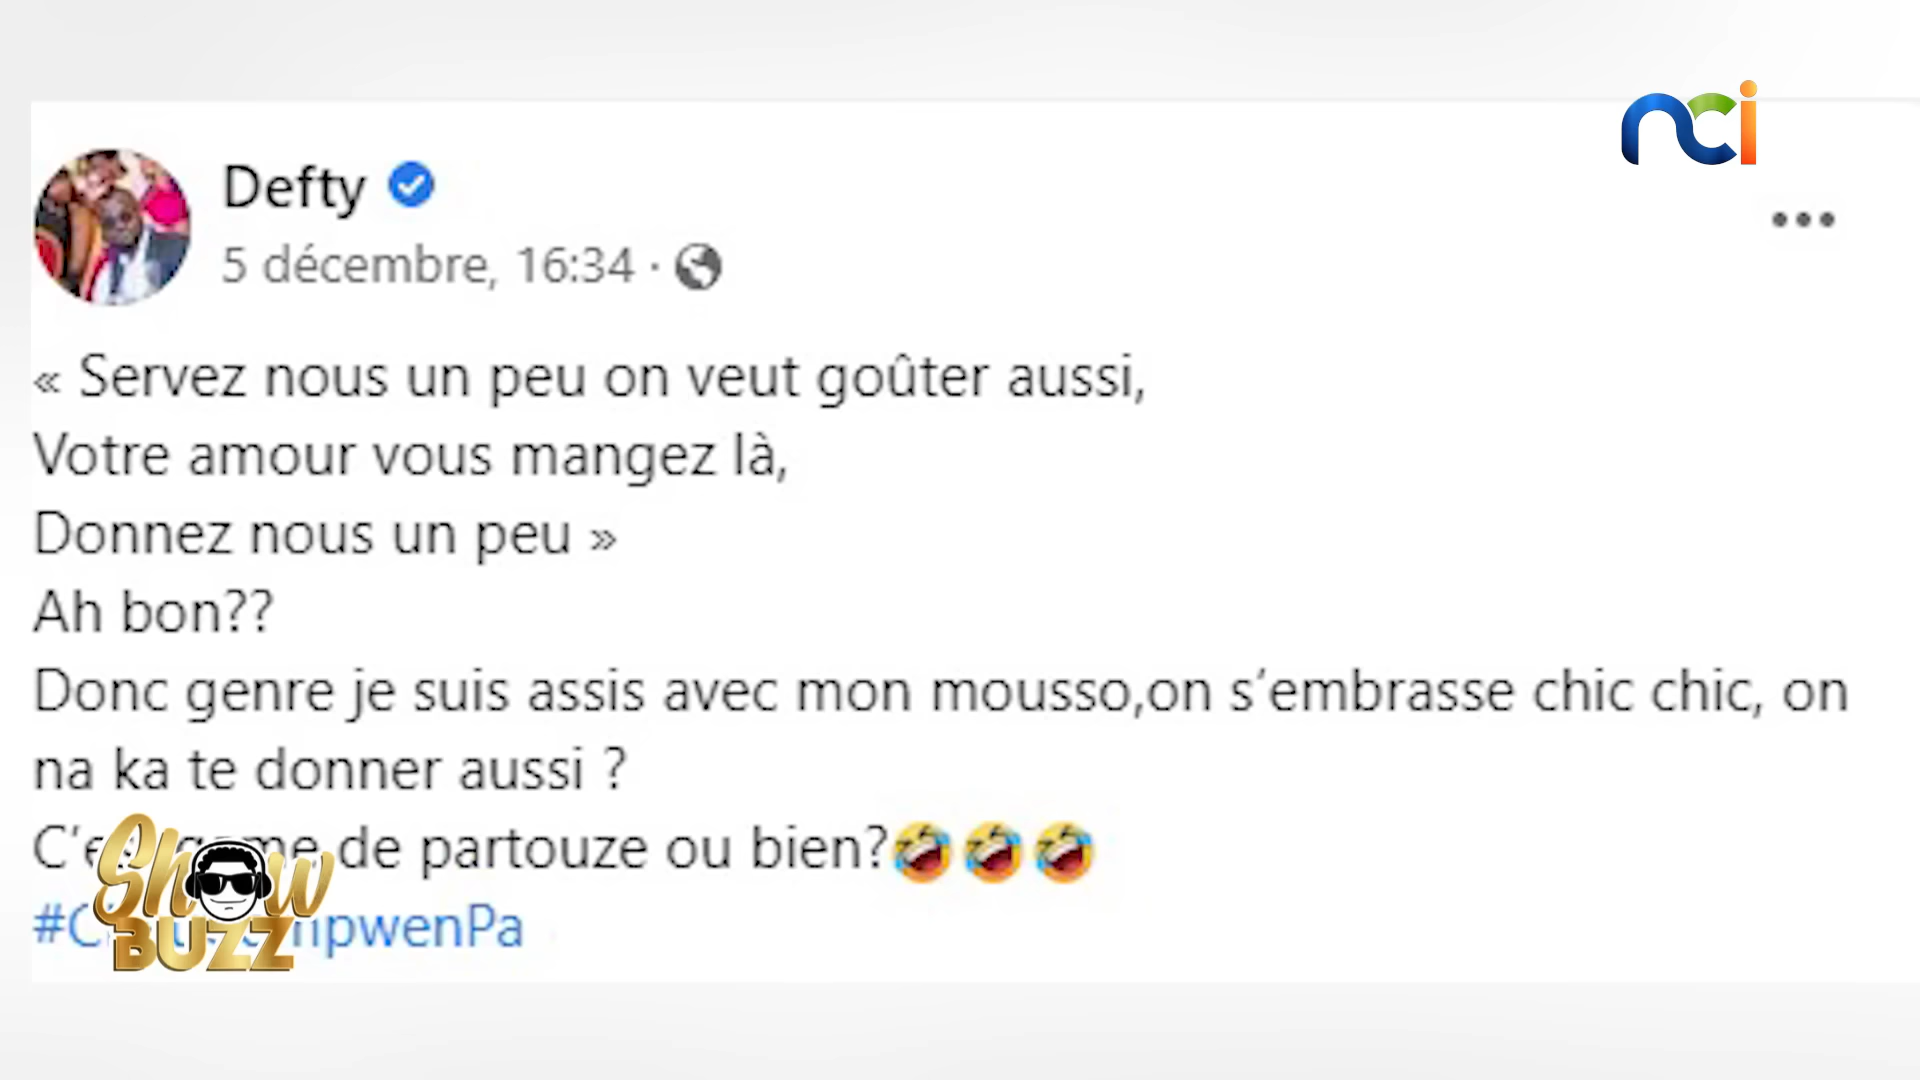 nci
Defty
5 décembre, 16:34 ·
« Servez nous un peu on veut goûter aussi,
Votre amour vous mangez là,
Donnez nous un peu »
Ah bon??
Donc genre je suis assis avec mon mousso,on s'embrasse chic chic, on
na ka te donner aussi ?
de partouze ou bien?🤣🤣🤣
Show
BUZZ